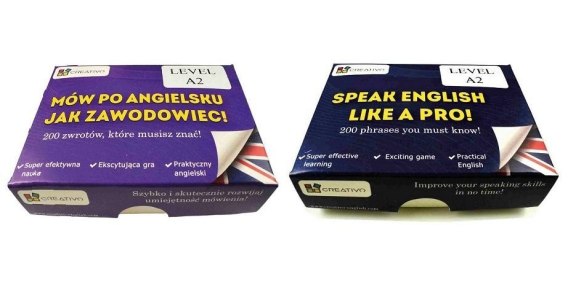 CREATIVO
LEVEL
A2
MÓW PO ANGIELSKU
JAK ZAWODOWIEC!
200 zwrotów, które musisz znać!
✓ Super efektywna
nauka
✓ Ekscytująca gra
✓ Praktyczny
angielski
CREATIVO
Szybko i skutecznie rozwijaj
umiejętność mówienia!
CREATIVO
LEVEL
A2
SPEAK ENGLISH
LIKE A PRO!
200 phrases you must know!
✓ Super effective
learning
✓ Exciting game
✓ Practical
English
CREATIVO
Improve your speaking skills
in no time!